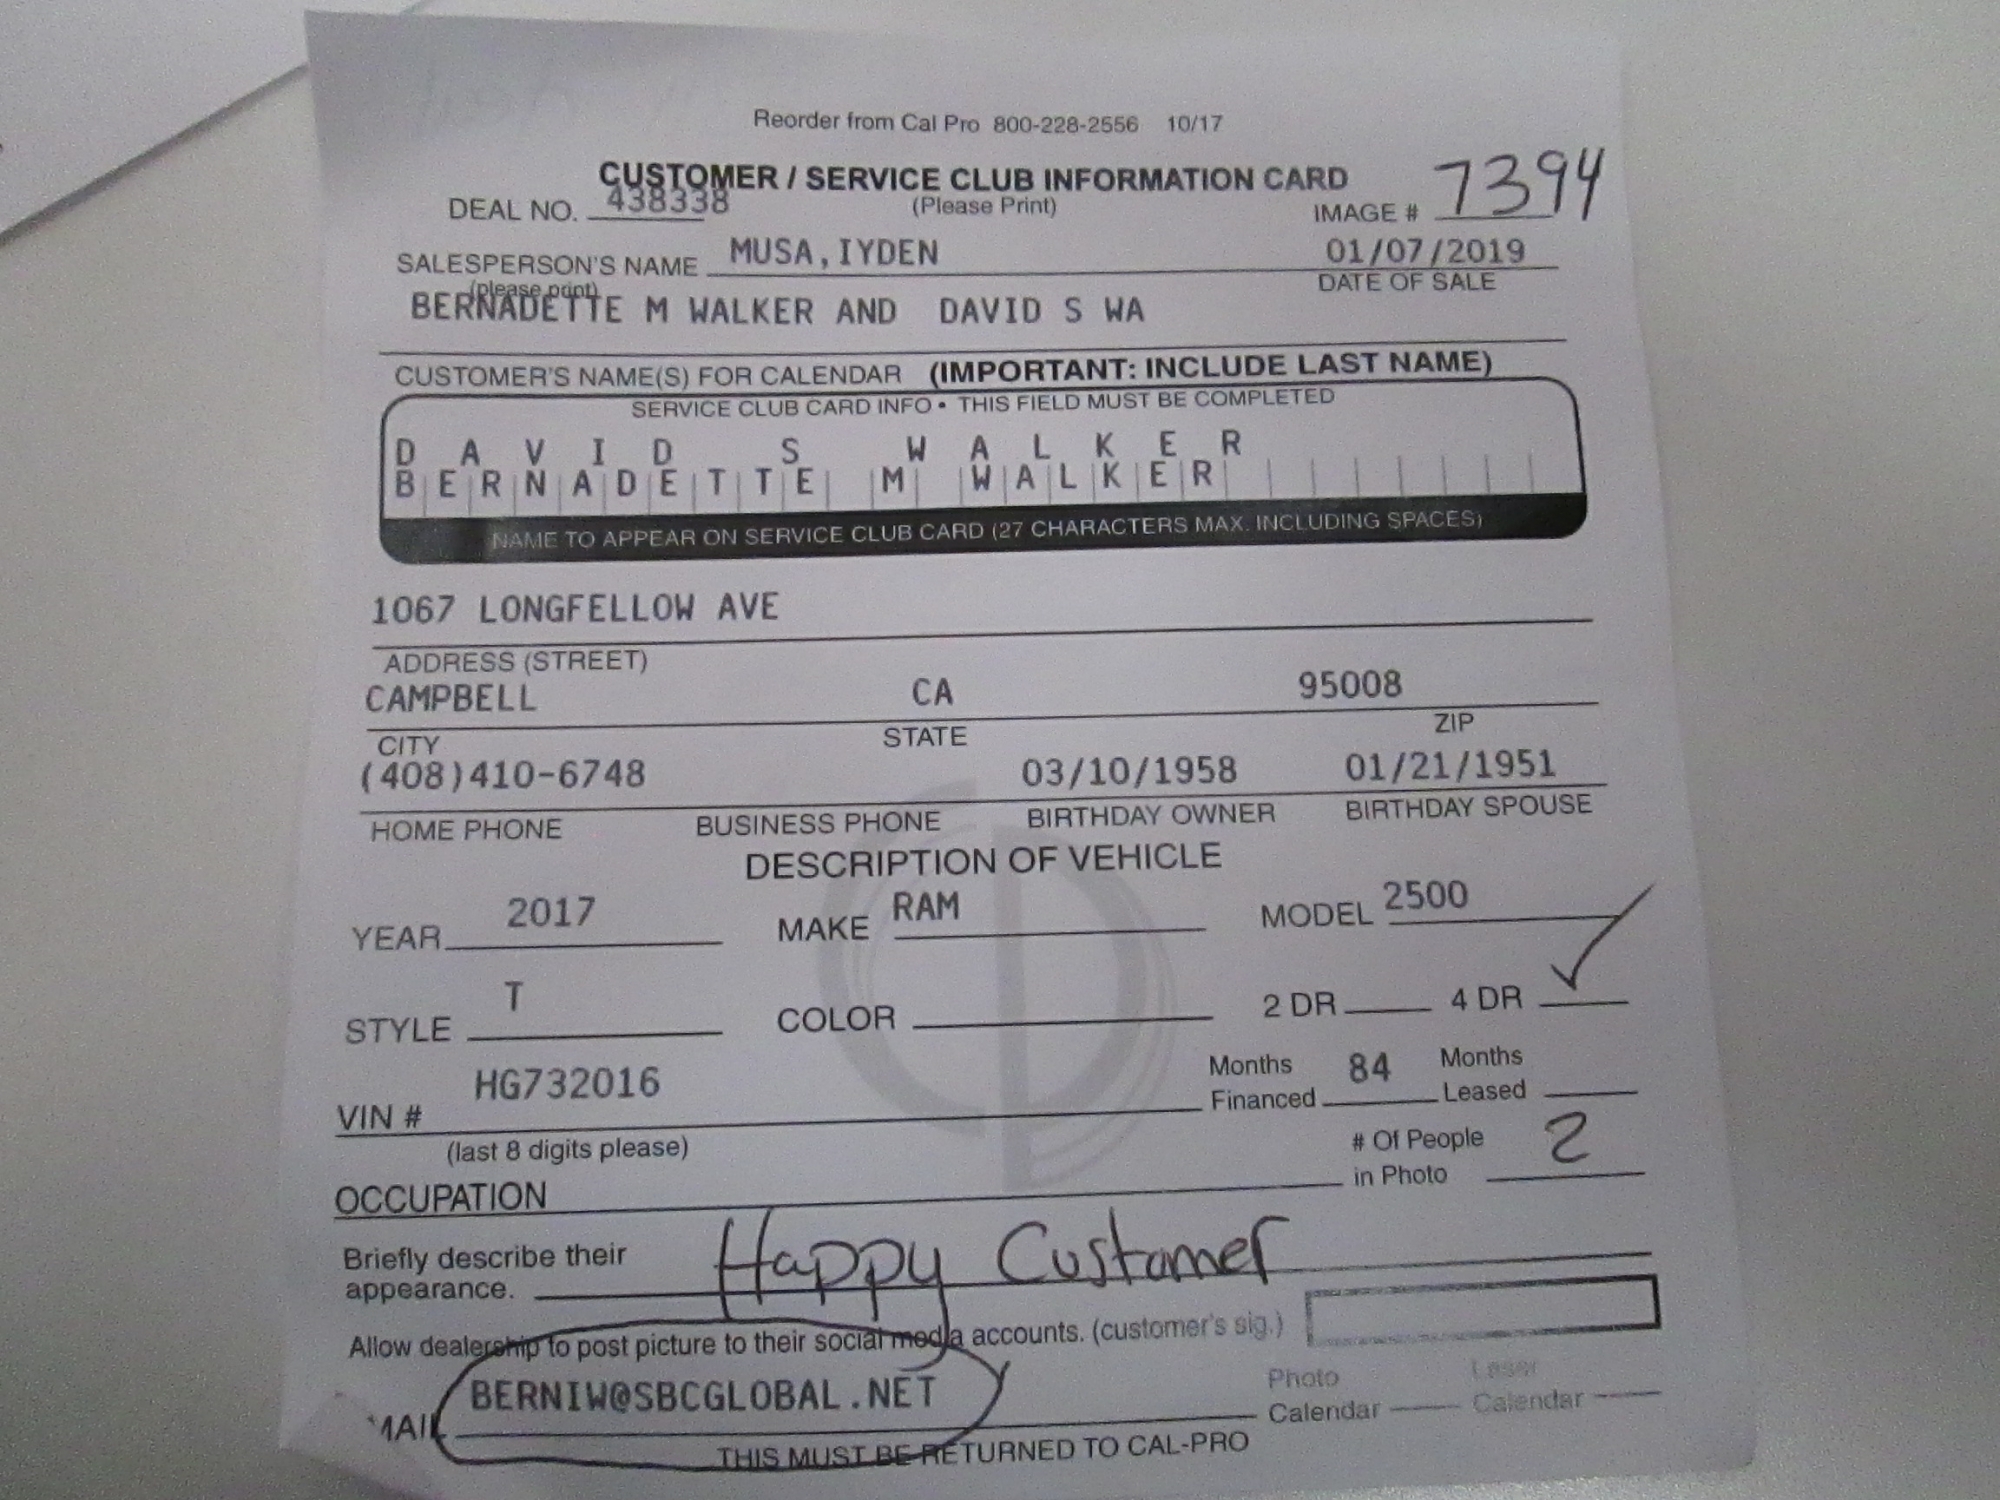 Reorder from Cal Pro 800-228-2556 10/17
CUSTOMER / SERVICE CLUB INFORMATION CARD
7394
DEAL NO. 438338 (Please Print) IMAGE #
SALESPERSON'S NAME MUSA, IYDEN 01/07/2019
(please print) DATE OF SALE
BERNADETTE M WALKER AND DAVID S WA
CUSTOMER'S NAME(S) FOR CALENDAR (IMPORTANT: INCLUDE LAST NAME)
SERVICE CLUB CARD INFO • THIS FIELD MUST BE COMPLETED
DAVID S WALKER
BERNADETTE M WALKER
NAME TO APPEAR ON SERVICE CLUB CARD (27 CHARACTERS MAX. INCLUDING SPACES)
1067 LONGFELLOW AVE
ADDRESS (STREET)
CAMPBELL CA 95008
CITY STATE ZIP
(408)410-6748 03/10/1958 01/21/1951
HOME PHONE BUSINESS PHONE BIRTHDAY OWNER BIRTHDAY SPOUSE
DESCRIPTION OF VEHICLE
YEAR 2017 MAKE RAM MODEL 2500
STYLE T COLOR 2 DR 4 DR ✓
VIN # HG732016 Months Financed 84 Months Leased
(last 8 digits please) # Of People in Photo 2
OCCUPATION
Briefly describe their appearance. Happy Customer
Allow dealership to post picture to their social media accounts. (customer's sig.)
MAIL BERNIW@SBCGLOBAL.NET Photo Calendar Laser Calendar
THIS MUST BE RETURNED TO CAL-PRO